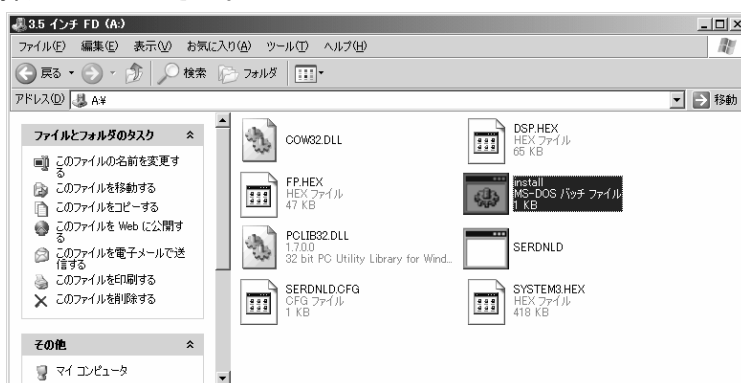 3.5 インチ FD (A:)
ファイル(F) 編集(E) 表示(V) お気に入り(A) ツール(T) ヘルプ(H)
戻る 検索 フォルダ
アドレス(D) A:¥ 移動
ファイルとフォルダのタスク
このファイルの名前を変更す
る
このファイルを移動する
このファイルをコピーする
このファイルを Web に公開す
る
このファイルを電子メールで送
信する
このファイルを印刷する
このファイルを削除する
その他
マイ コンピュータ
COW32.DLL
DSP.HEX
HEX ファイル
65 KB
FP.HEX
HEX ファイル
47 KB
install
MS-DOS バッチ ファイル
1 KB
PCLIB32.DLL
1.7.0.0
32 bit PC Utility Library for Wind...
SERDNLD
SERDNLD.CFG
CFG ファイル
1 KB
SYSTEM3.HEX
HEX ファイル
418 KB